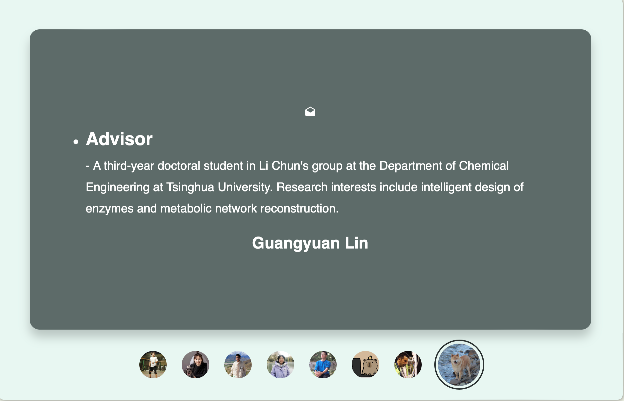 Advisor
- A third-year doctoral student in Li Chun's group at the Department of Chemical
Engineering at Tsinghua University. Research interests include intelligent design of
enzymes and metabolic network reconstruction.
Guangyuan Lin